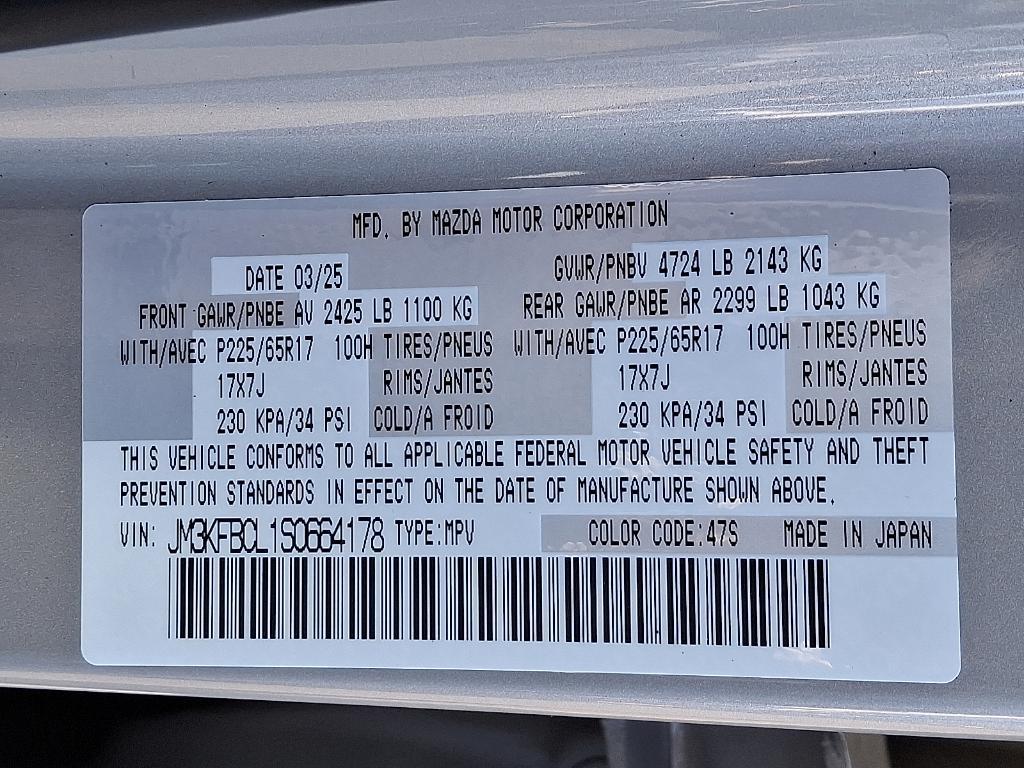 MFD. BY MAZDA MOTOR CORPORATION
DATE 03/25 GVWR/PNBV 4724 LB 2143 KG
FRONT GAWR/PNBE AV 2425 LB 1100 KG REAR GAWR/PNBE AR 2299 LB 1043 KG
WITH/AVEC P225/65R17 100H TIRES/PNEUS WITH/AVEC P225/65R17 100H TIRES/PNEUS
17X7J RIMS/JANTES 17X7J RIMS/JANTES
230 KPA/34 PSI COLD/A FROID 230 KPA/34 PSI COLD/A FROID
THIS VEHICLE CONFORMS TO ALL APPLICABLE FEDERAL MOTOR VEHICLE SAFETY AND THEFT
PREVENTION STANDARDS IN EFFECT ON THE DATE OF MANUFACTURE SHOWN ABOVE.
VIN: JM3KFBCL1S0664178 TYPE:MPV COLOR CODE:47S MADE IN JAPAN